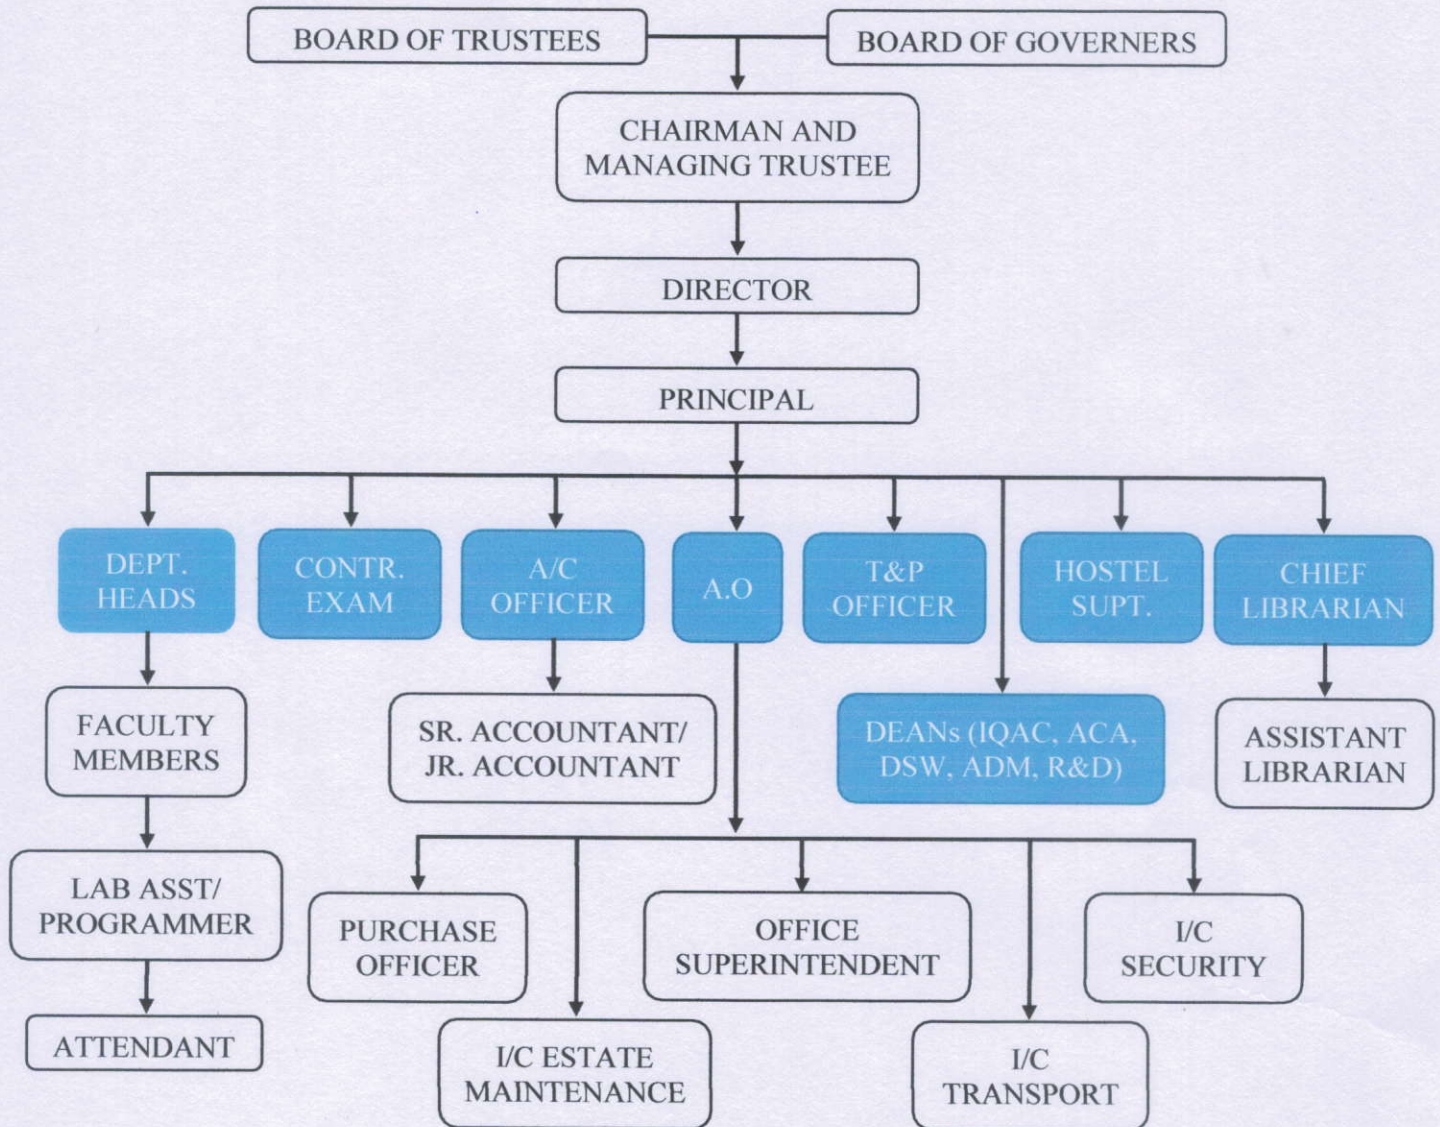 BOARD OF TRUSTEES
BOARD OF GOVERNERS
CHAIRMAN AND
MANAGING TRUSTEE
DIRECTOR
PRINCIPAL
DEPT.
HEADS
CONTR.
EXAM
A/C
OFFICER
A.O
T&P
OFFICER
HOSTEL
SUPT.
CHIEF
LIBRARIAN
FACULTY
MEMBERS
SR. ACCOUNTANT/
JR. ACCOUNTANT
DEANs (IQAC, ACA,
DSW, ADM, R&D)
ASSISTANT
LIBRARIAN
LAB ASST/
PROGRAMMER
PURCHASE
OFFICER
OFFICE
SUPERINTENDENT
I/C
SECURITY
ATTENDANT
I/C ESTATE
MAINTENANCE
I/C
TRANSPORT